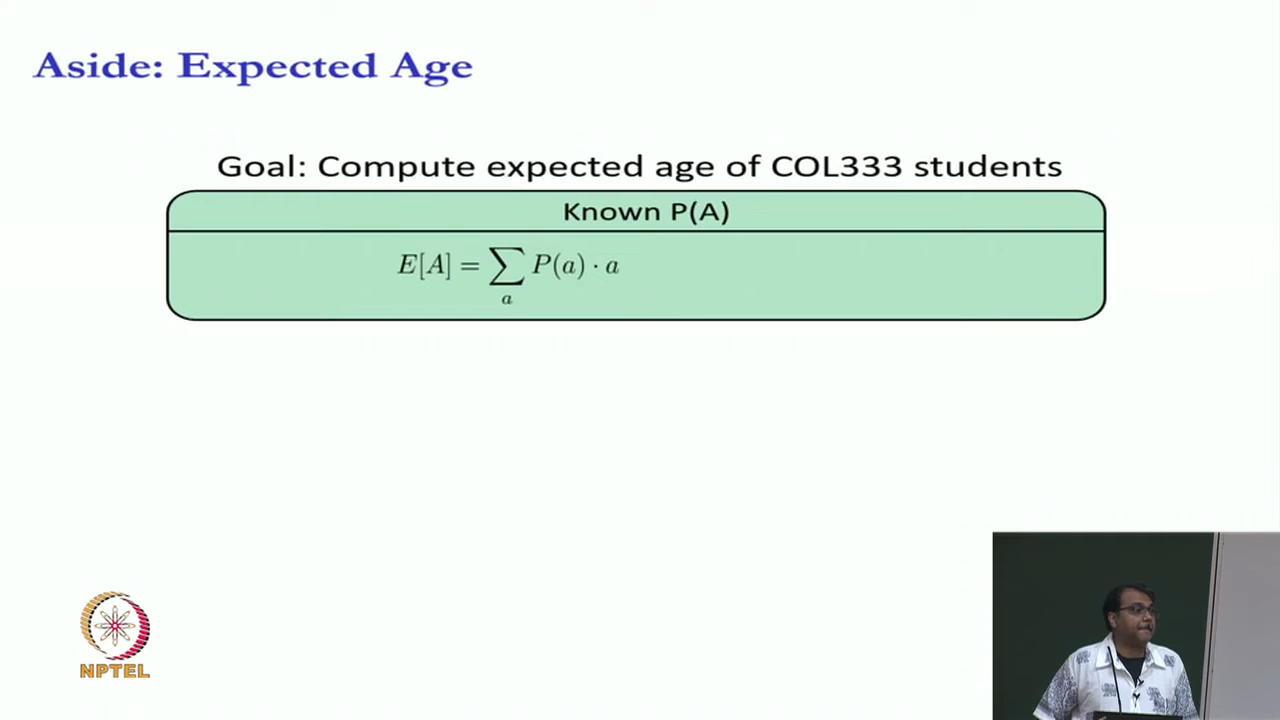 Aside: Expected Age
Goal: Compute expected age of COL333 students
Known P(A)
E[A] = ∑ₐ P(a) · a
NPTEL